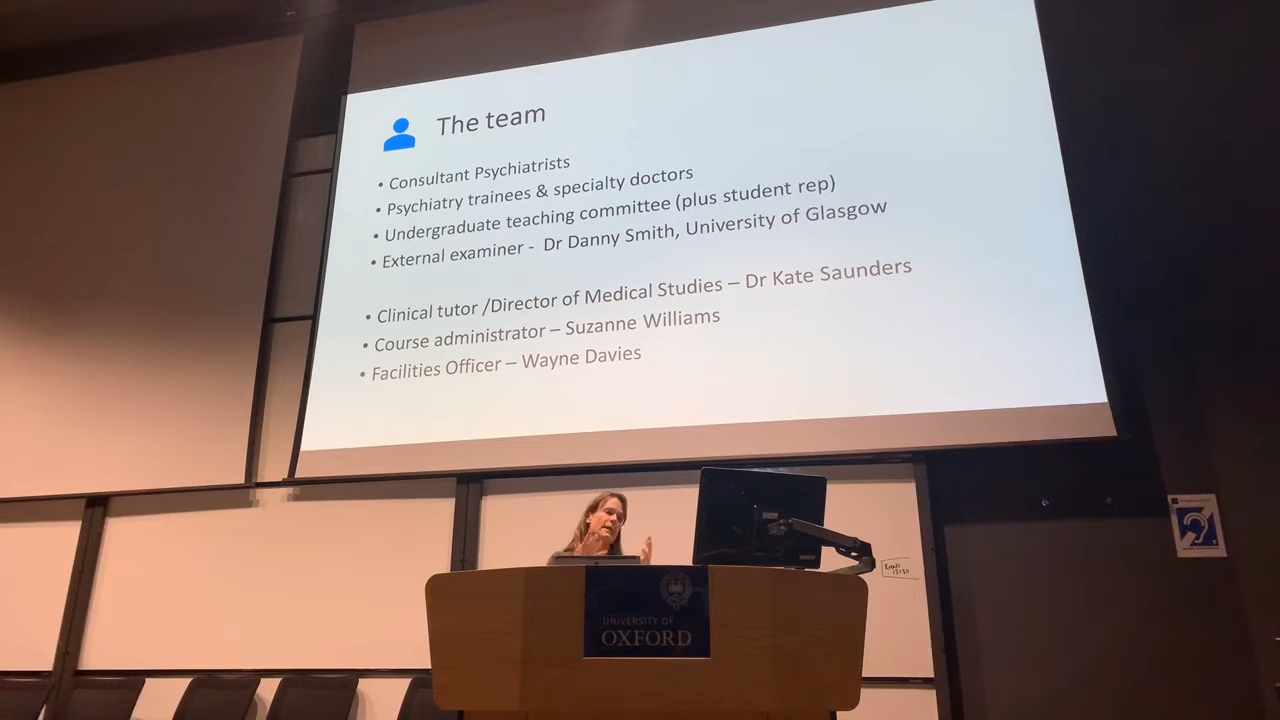 The team
• Consultant Psychiatrists
• Psychiatry trainees & specialty doctors
• Undergraduate teaching committee (plus student rep)
• External examiner - Dr Danny Smith, University of Glasgow
• Clinical tutor /Director of Medical Studies – Dr Kate Saunders
• Course administrator – Suzanne Williams
• Facilities Officer – Wayne Davies
UNIVERSITY OF
OXFORD